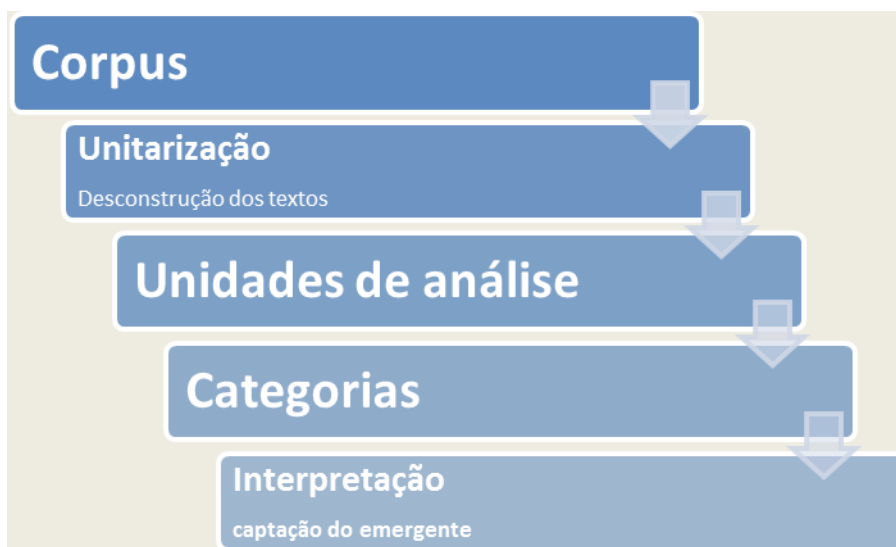 Corpus
Unitarização
Desconstrução dos textos
Unidades de análise
Categorias
Interpretação
captação do emergente